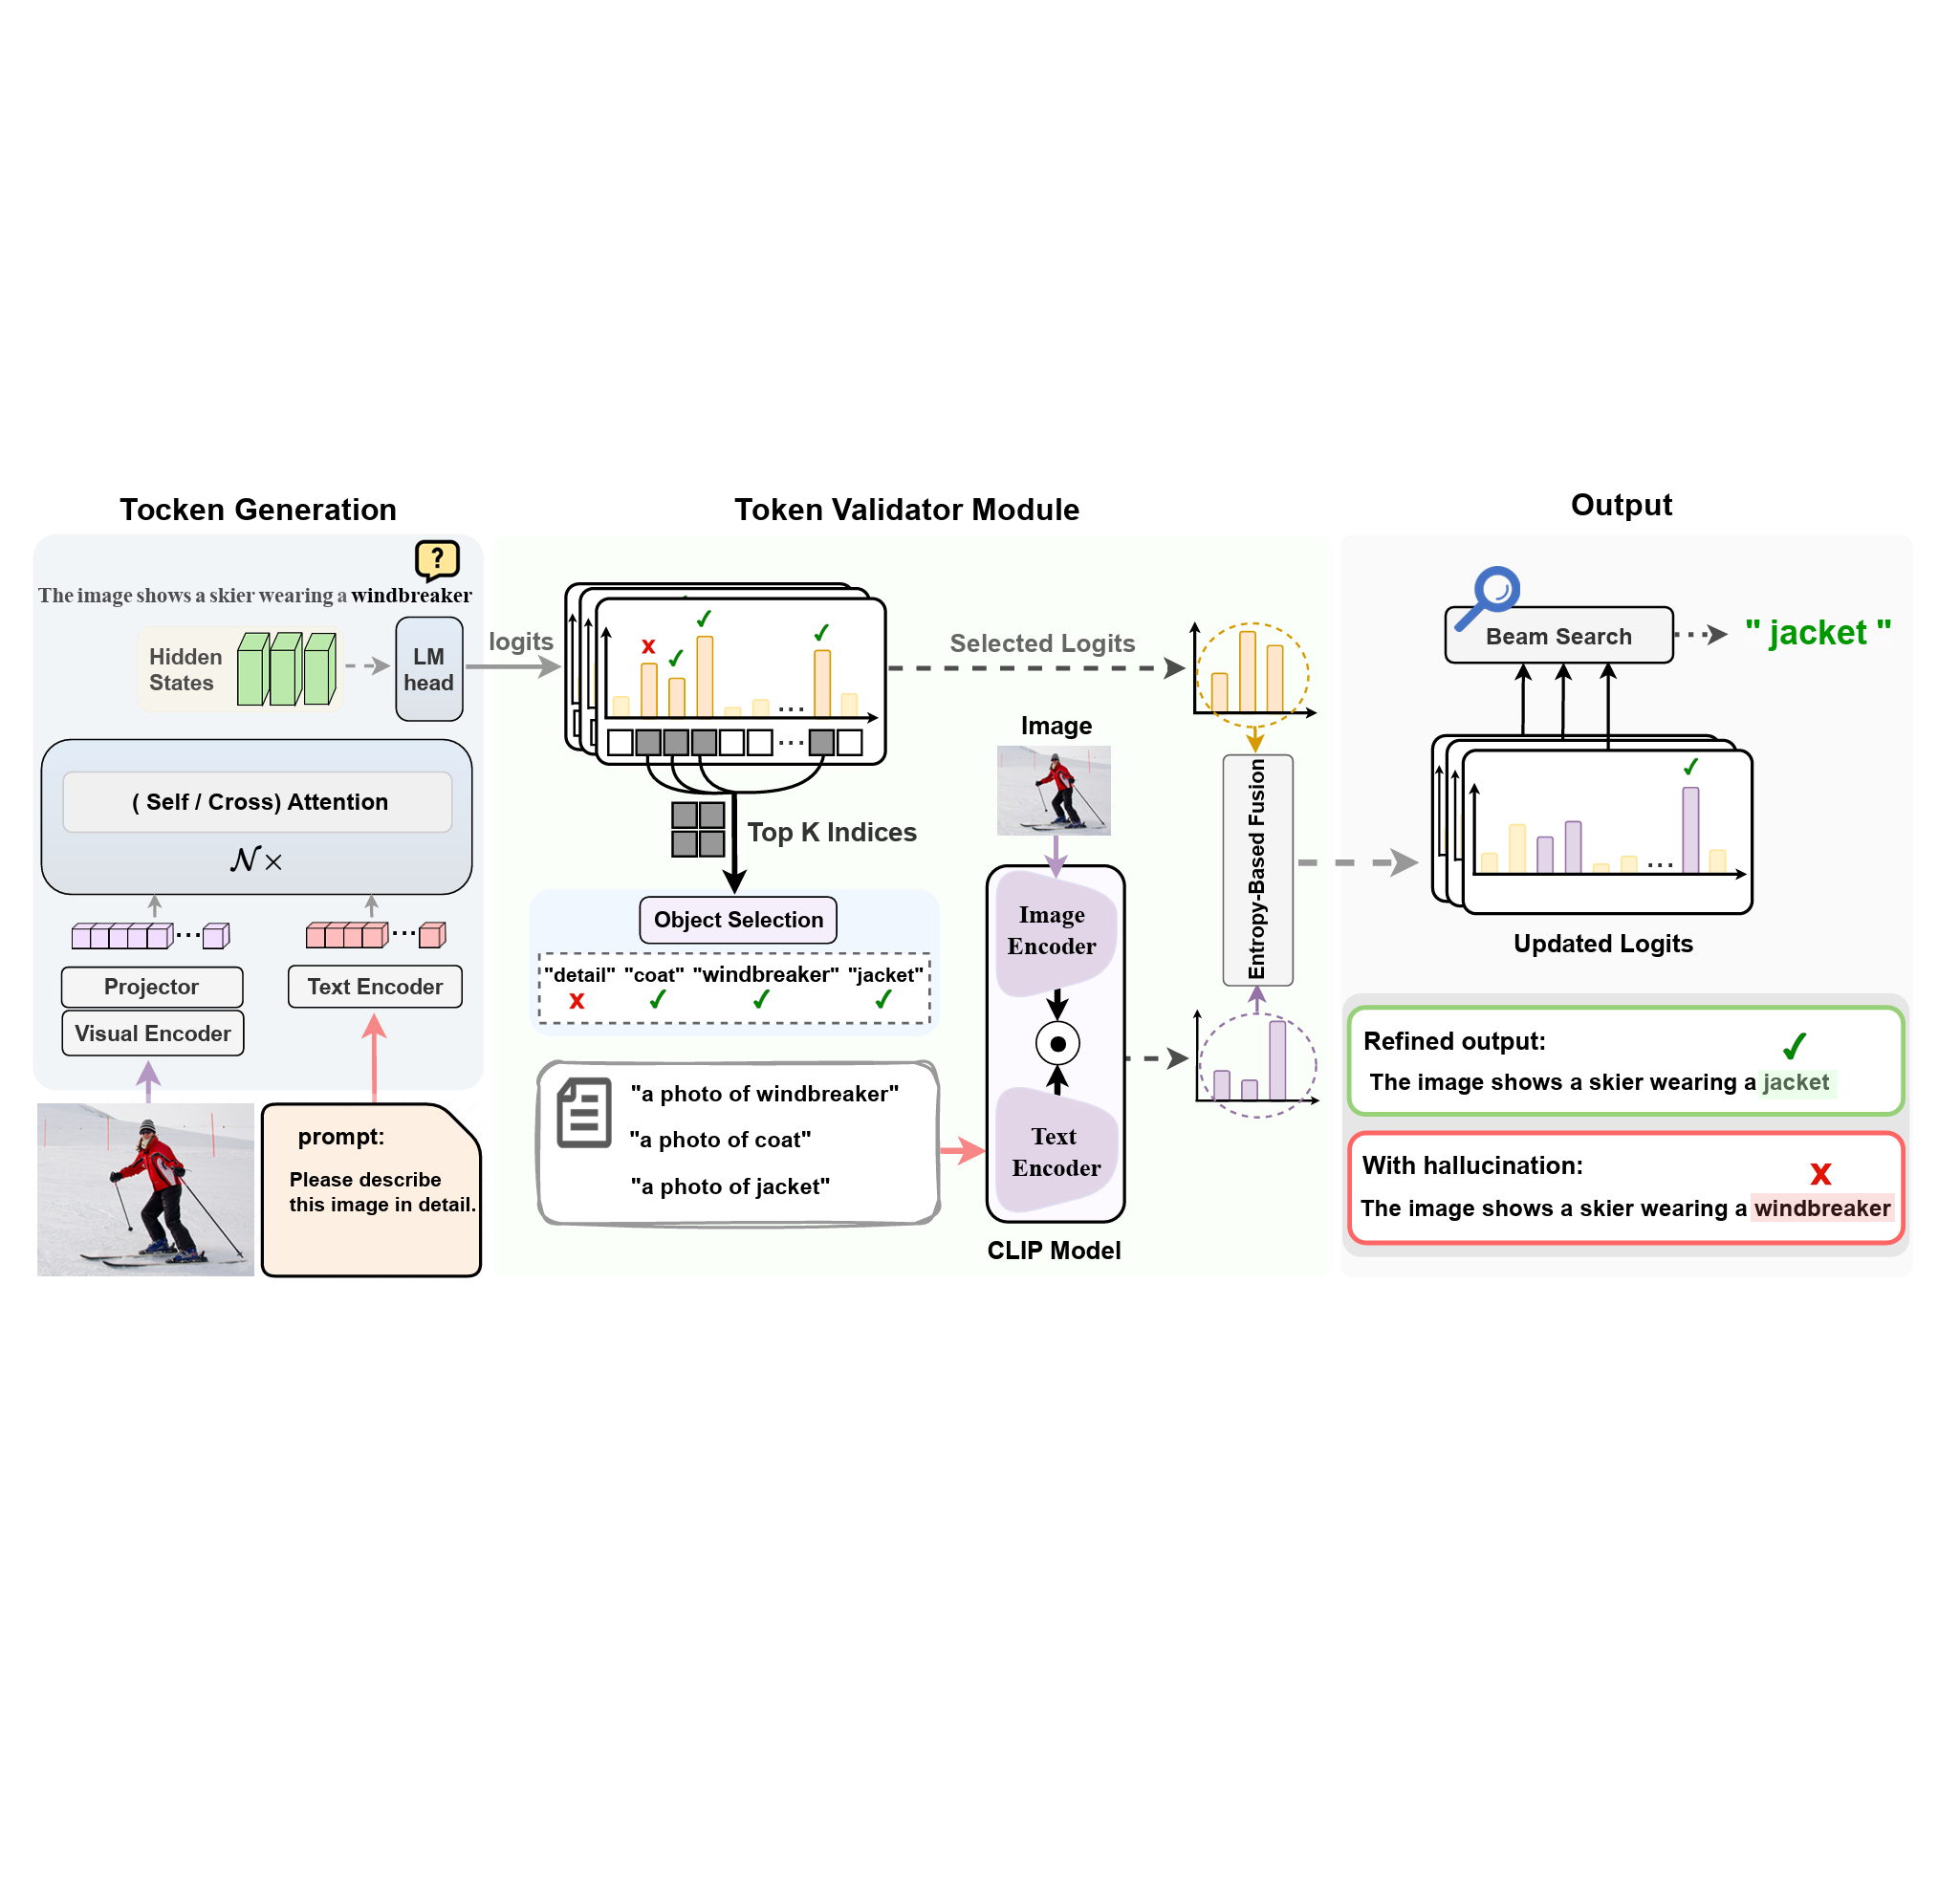 Tocken Generation
?
The image shows a skier wearing a windbreaker
Hidden
States
LM
head
( Self / Cross) Attention
𝒩 ×
...
...
Projector
Text Encoder
Visual Encoder
prompt:
Please describe
this image in detail.
Token Validator Module
logits
x
...
...
Selected Logits
Top K Indices
Object Selection
"detail" "coat" "windbreaker" "jacket"
x
"a photo of windbreaker"
"a photo of coat"
"a photo of jacket"
Image
Image
Encoder
Text
Encoder
CLIP Model
Entropy-Based Fusion
Output
Beam Search
" jacket "
...
Updated Logits
Refined output:
The image shows a skier wearing a jacket
With hallucination:
x
The image shows a skier wearing a windbreaker